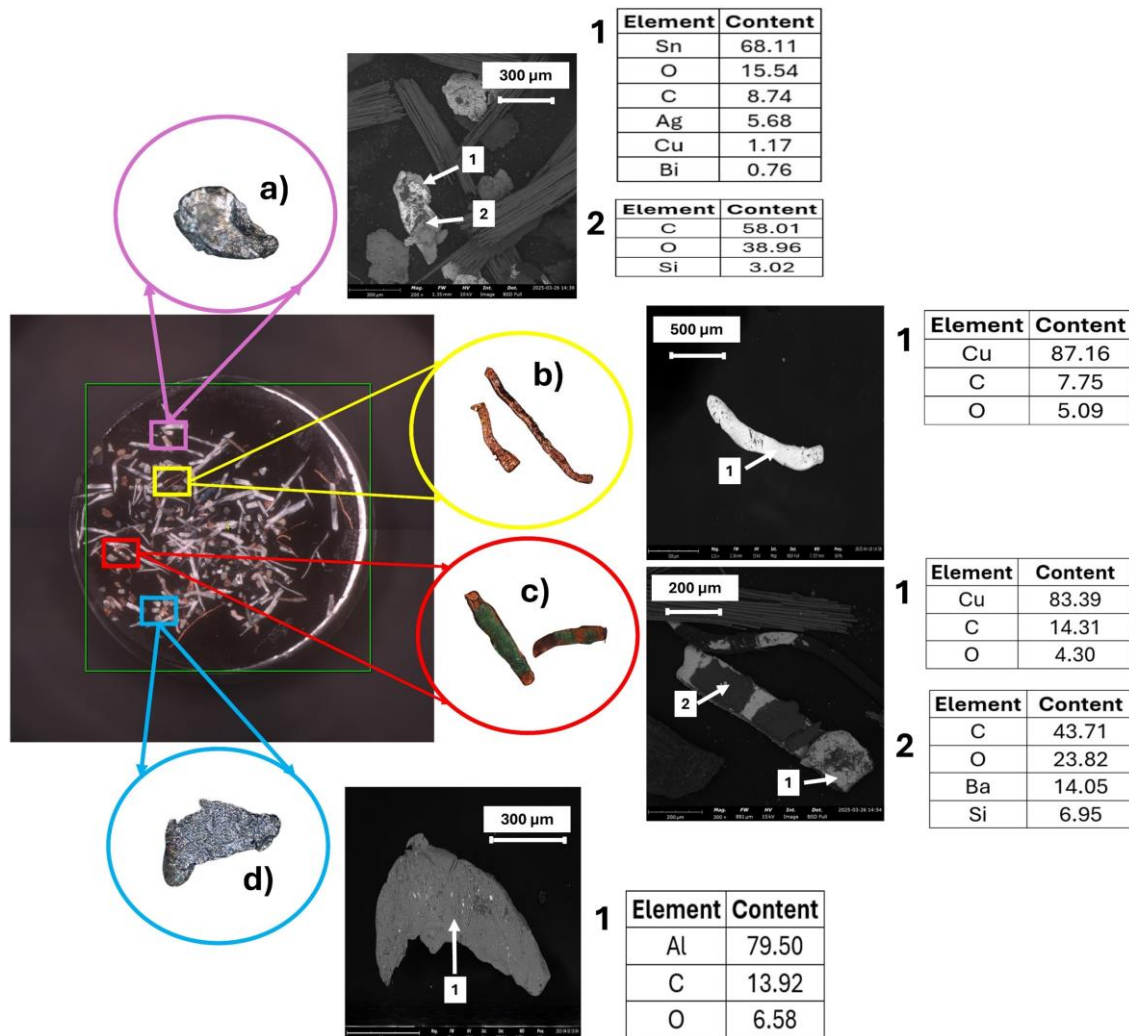 1
Element Content
Sn 68.11
O 15.54
C 8.74
Ag 5.68
Cu 1.17
Bi 0.76
300 µm
1
2
a)
2
Element Content
C 58.01
O 38.96
Si 3.02
500 µm
1
1
Element Content
Cu 87.16
C 7.75
O 5.09
b)
200 µm
2
1
1
Element Content
Cu 83.39
C 14.31
O 4.30
c)
2
Element Content
C 43.71
O 23.82
Ba 14.05
Si 6.95
d)
300 µm
1
1
Element Content
Al 79.50
C 13.92
O 6.58